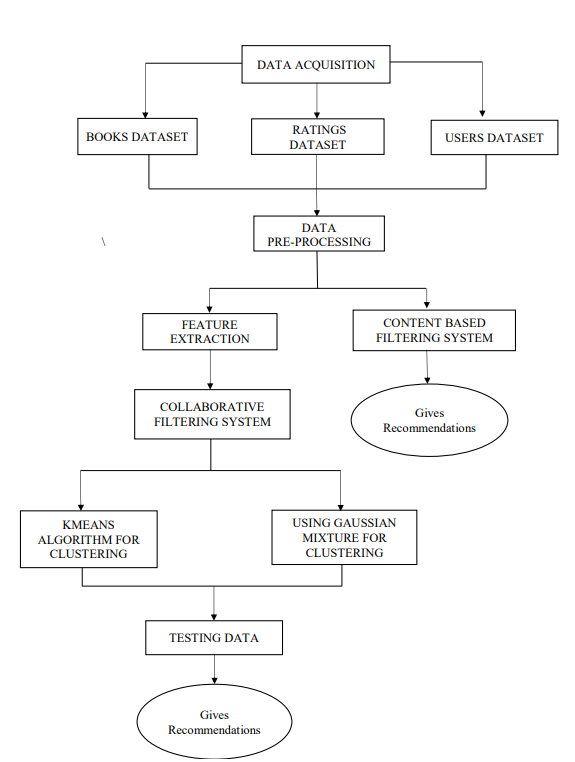 DATA ACQUISITION
BOOKS DATASET
RATINGS
DATASET
USERS DATASET
DATA
PRE-PROCESSING
\
FEATURE
EXTRACTION
CONTENT BASED
FILTERING SYSTEM
COLLABORATIVE
FILTERING SYSTEM
Gives
Recommendations
KMEANS
ALGORITHM FOR
CLUSTERING
USING GAUSSIAN
MIXTURE FOR
CLUSTERING
TESTING DATA
Gives
Recommendations